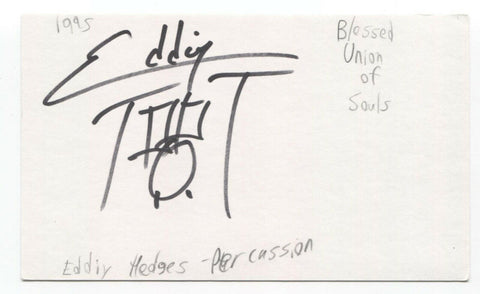 1995
Blessed
Union
of
Souls
Eddiy
Eddiy Hedges - Percussion